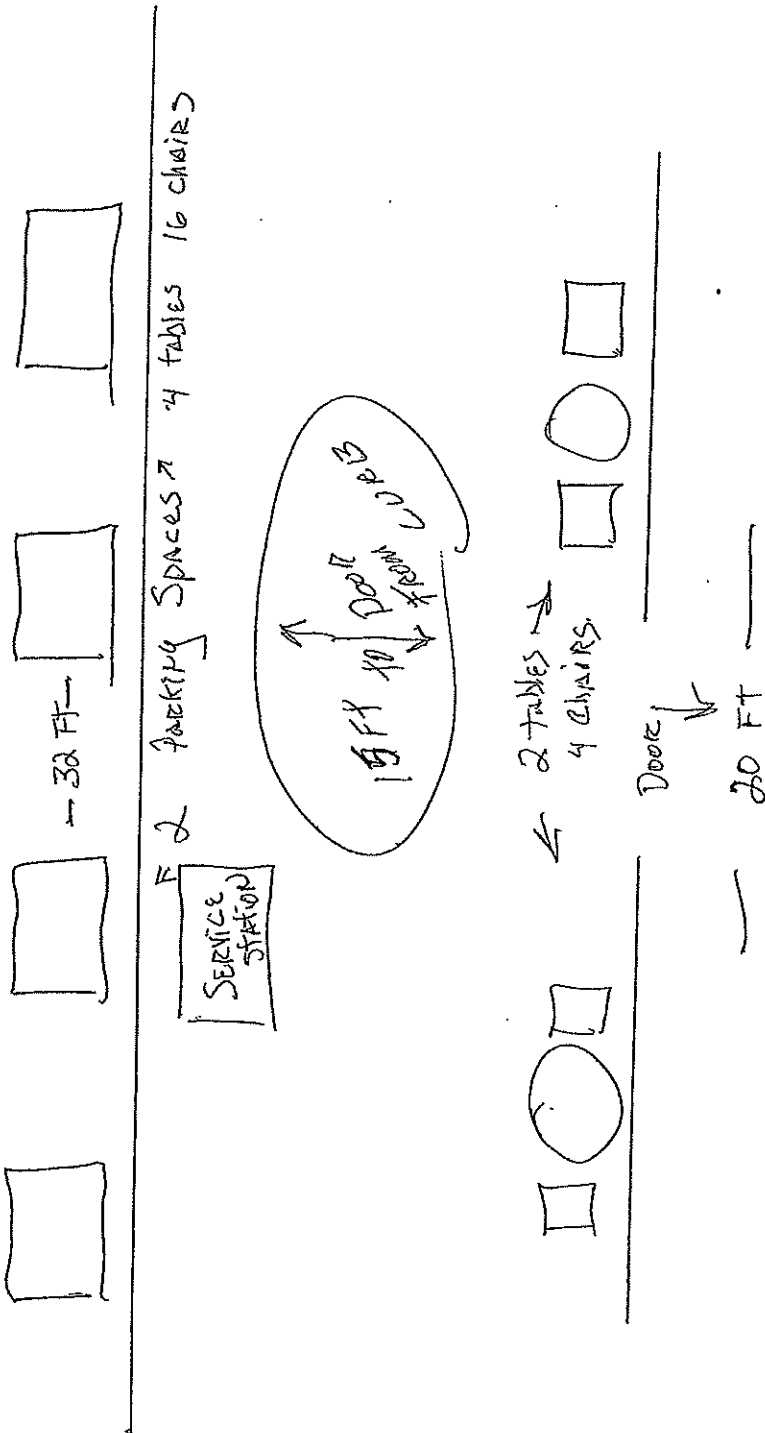 - 32 FT -
2 PARKING Spaces 4 tables 16 chairs
SERVICE
STATION
15 FT to DOOR
FROM CURB
2 tables
4 Chairs.
DOOR
20 FT